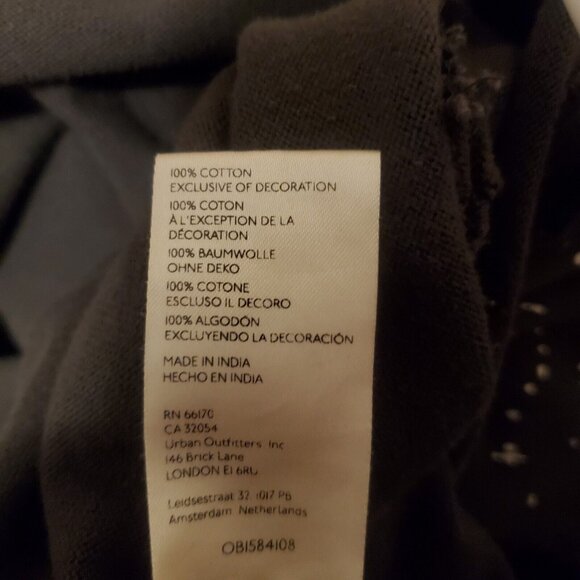 100% COTTON
EXCLUSIVE OF DECORATION
100% COTON
À L'EXCEPTION DE LA
DÉCORATION
100% BAUMWOLLE
OHNE DEKO
100% COTONE
ESCLUSO IL DECORO
100% ALGODÓN
EXCLUYENDO LA DECORACIÓN
MADE IN INDIA
HECHO EN INDIA
RN 66170
CA 32054
Urban Outfitters Inc
146 Brick Lane
LONDON E1 6RU
Leidsestraat 32 1017 PB
Amsterdam Netherlands
OB1584108